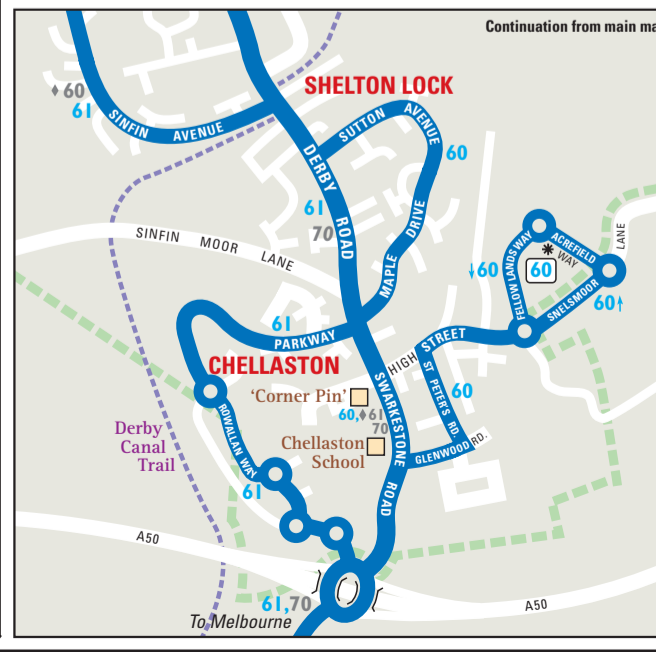 Continuation from main ma
SHELTON LOCK
♦60
61
SINFIN AVENUE
SUTTON AVENUE
60
DERBY ROAD
61
70
MAPLE DRIVE
SINFIN MOOR LANE
LANE
ACREFIELD
WAY
✱
↓60
60
FELLOW LANDS WAY
SNELSMOOR
60↑
61
PARKWAY
HIGH STREET
CHELLASTON
'Corner Pin'
60,♦61
70
SWARKESTONE ROAD
ST PETER'S RD.
60
Derby
Canal
Trail
ROWALLAN WAY
61
Chellaston
School
GLENWOOD RD.
A50
A50
61,70
To Melbourne